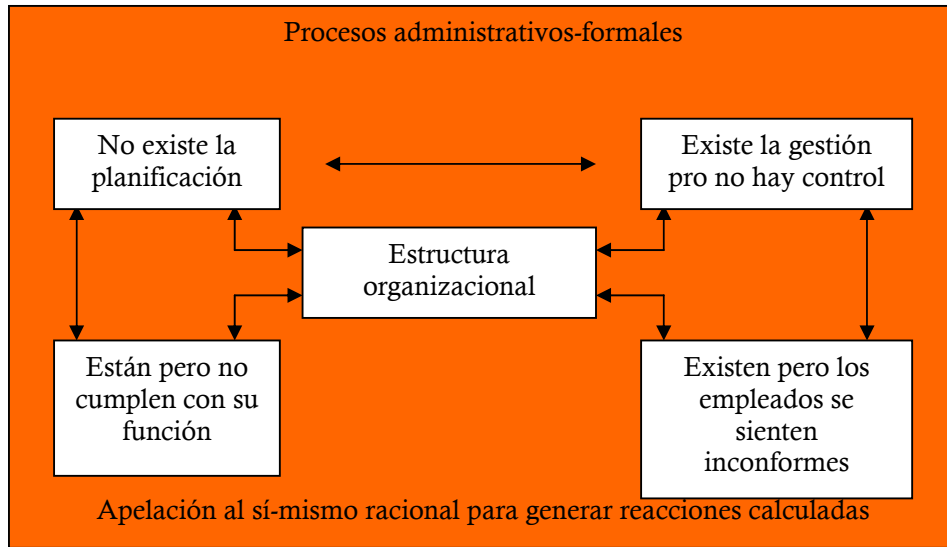 Procesos administrativos-formales
No existe la
planificación
Existe la gestión
pro no hay control
Estructura
organizacional
Están pero no
cumplen con su
función
Existen pero los
empleados se
sienten
inconformes
Apelación al sí-mismo racional para generar reacciones calculadas